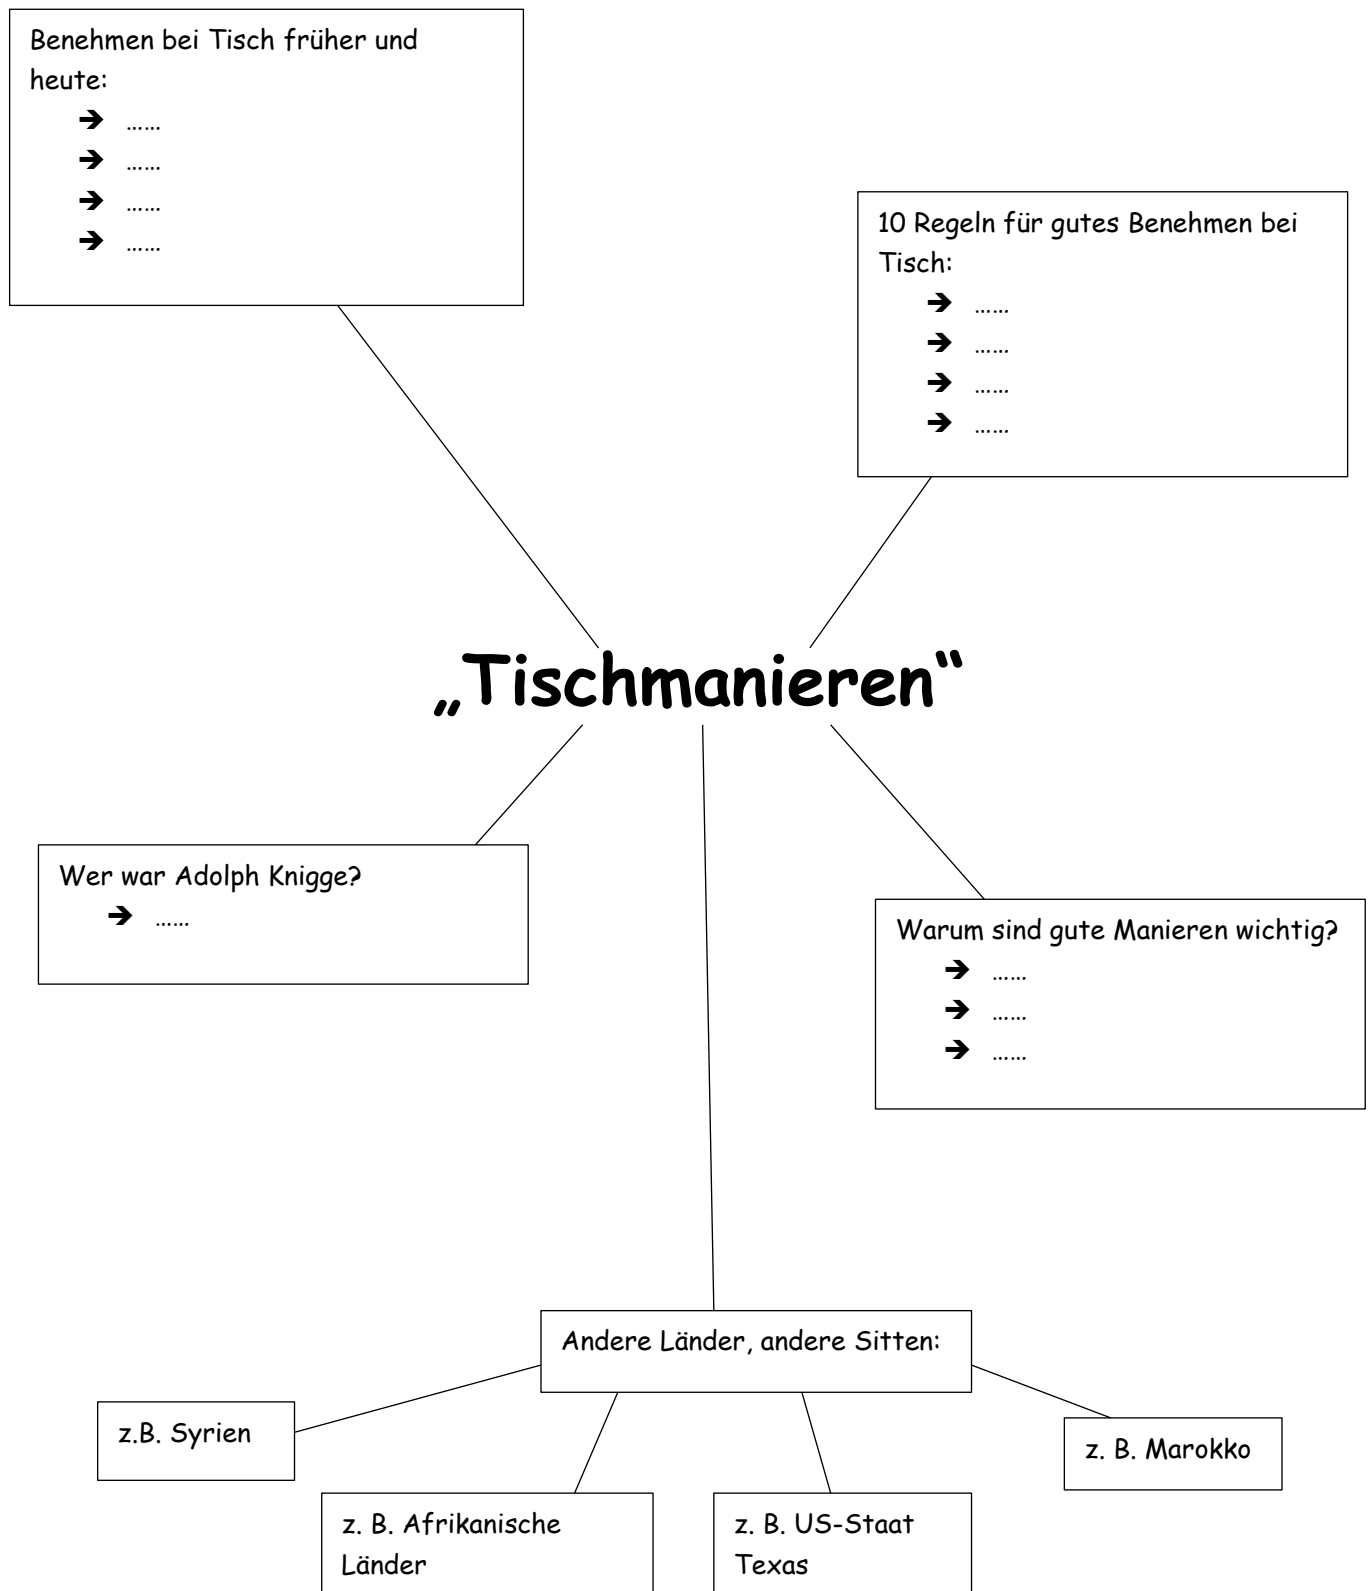 Benehmen bei Tisch früher und
heute:
➔ ……
➔ ……
➔ ……
➔ ……
10 Regeln für gutes Benehmen bei
Tisch:
➔ ……
➔ ……
➔ ……
➔ ……
„Tischmanieren“
Wer war Adolph Knigge?
➔ ……
Warum sind gute Manieren wichtig?
➔ ……
➔ ……
➔ ……
Andere Länder, andere Sitten:
z.B. Syrien
z. B. Marokko
z. B. Afrikanische
Länder
z. B. US-Staat
Texas